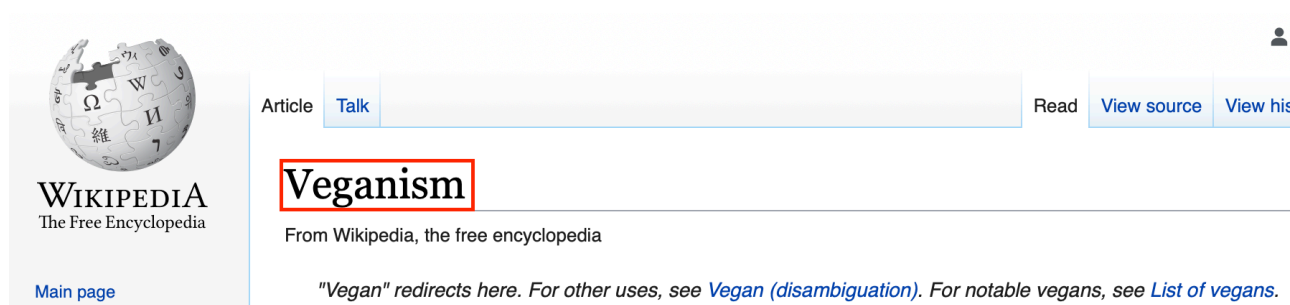 WIKIPEDIA
The Free Encyclopedia
Main page
Article Talk Read View source View his
Veganism
From Wikipedia, the free encyclopedia
"Vegan" redirects here. For other uses, see Vegan (disambiguation). For notable vegans, see List of vegans.